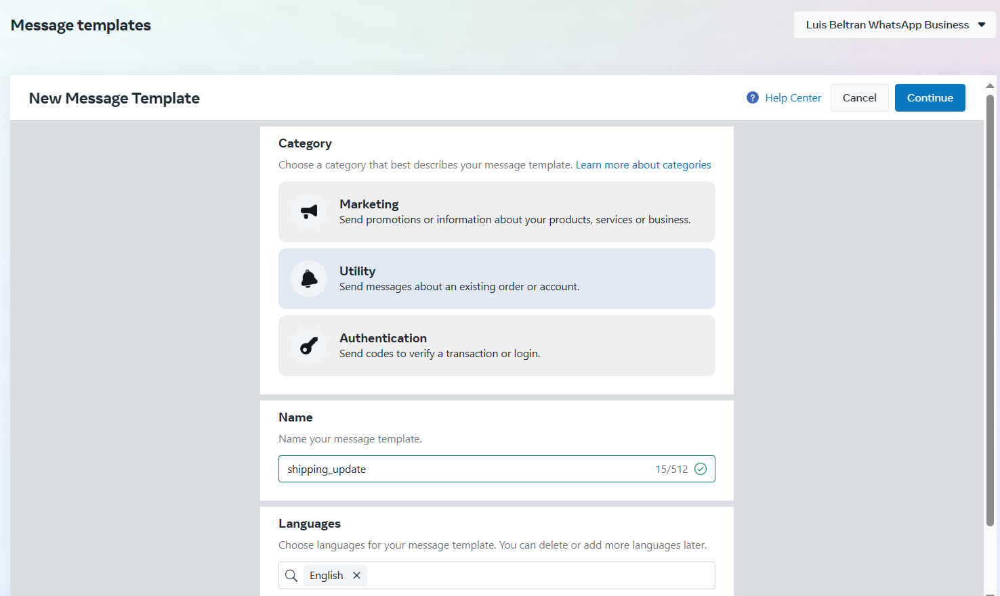 Message templates
Luis Beltran WhatsApp Business
New Message Template
? Help Center
Cancel
Continue
Category
Choose a category that best describes your message template. Learn more about categories
Marketing
Send promotions or information about your products, services or business.
Utility
Send messages about an existing order or account.
Authentication
Send codes to verify a transaction or login.
Name
Name your message template.
shipping_update 15/512
Languages
Choose languages for your message template. You can delete or add more languages later.
English